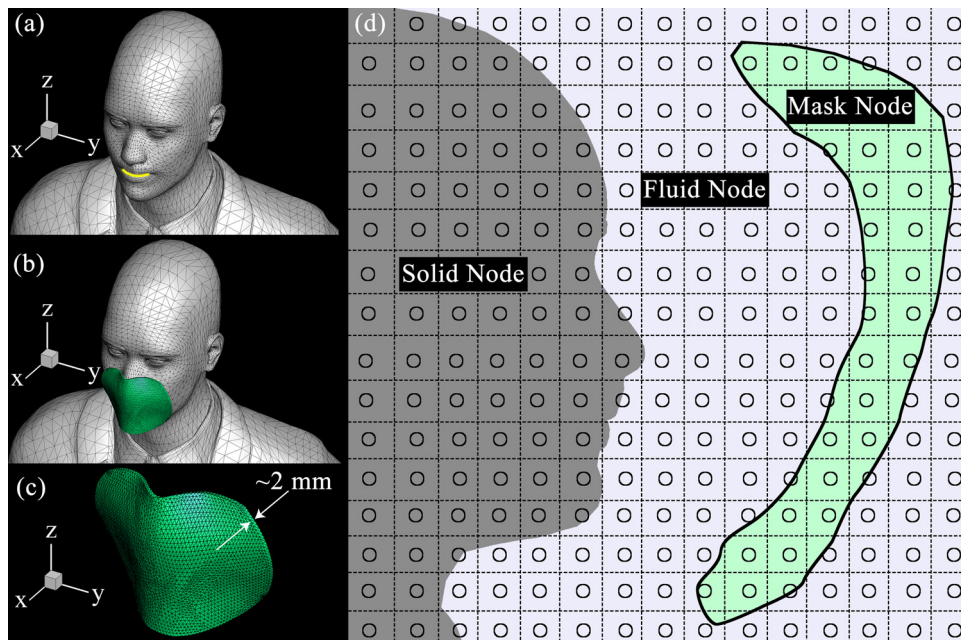 (a)
z
x
y
(b)
z
x
y
(c)
~2 mm
z
x
y
(d)
Mask Node
Fluid Node
Solid Node